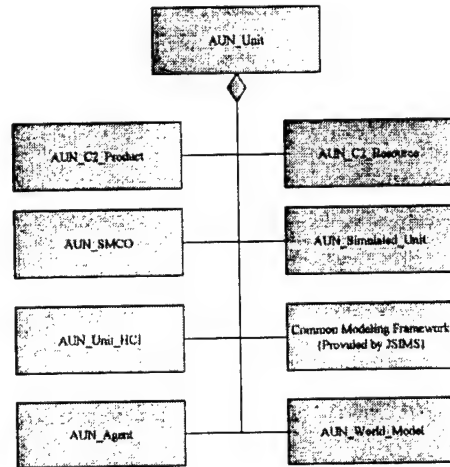 AUN_Unit
AUN_C2_Product
AUN_C2_Resource
AUN_SMCO
AUN_Simulated_Unit
AUN_Unit_HCI
Common Modeling Framework
{Provided by JSIMS}
AUN_Agent
AUN_World_Model